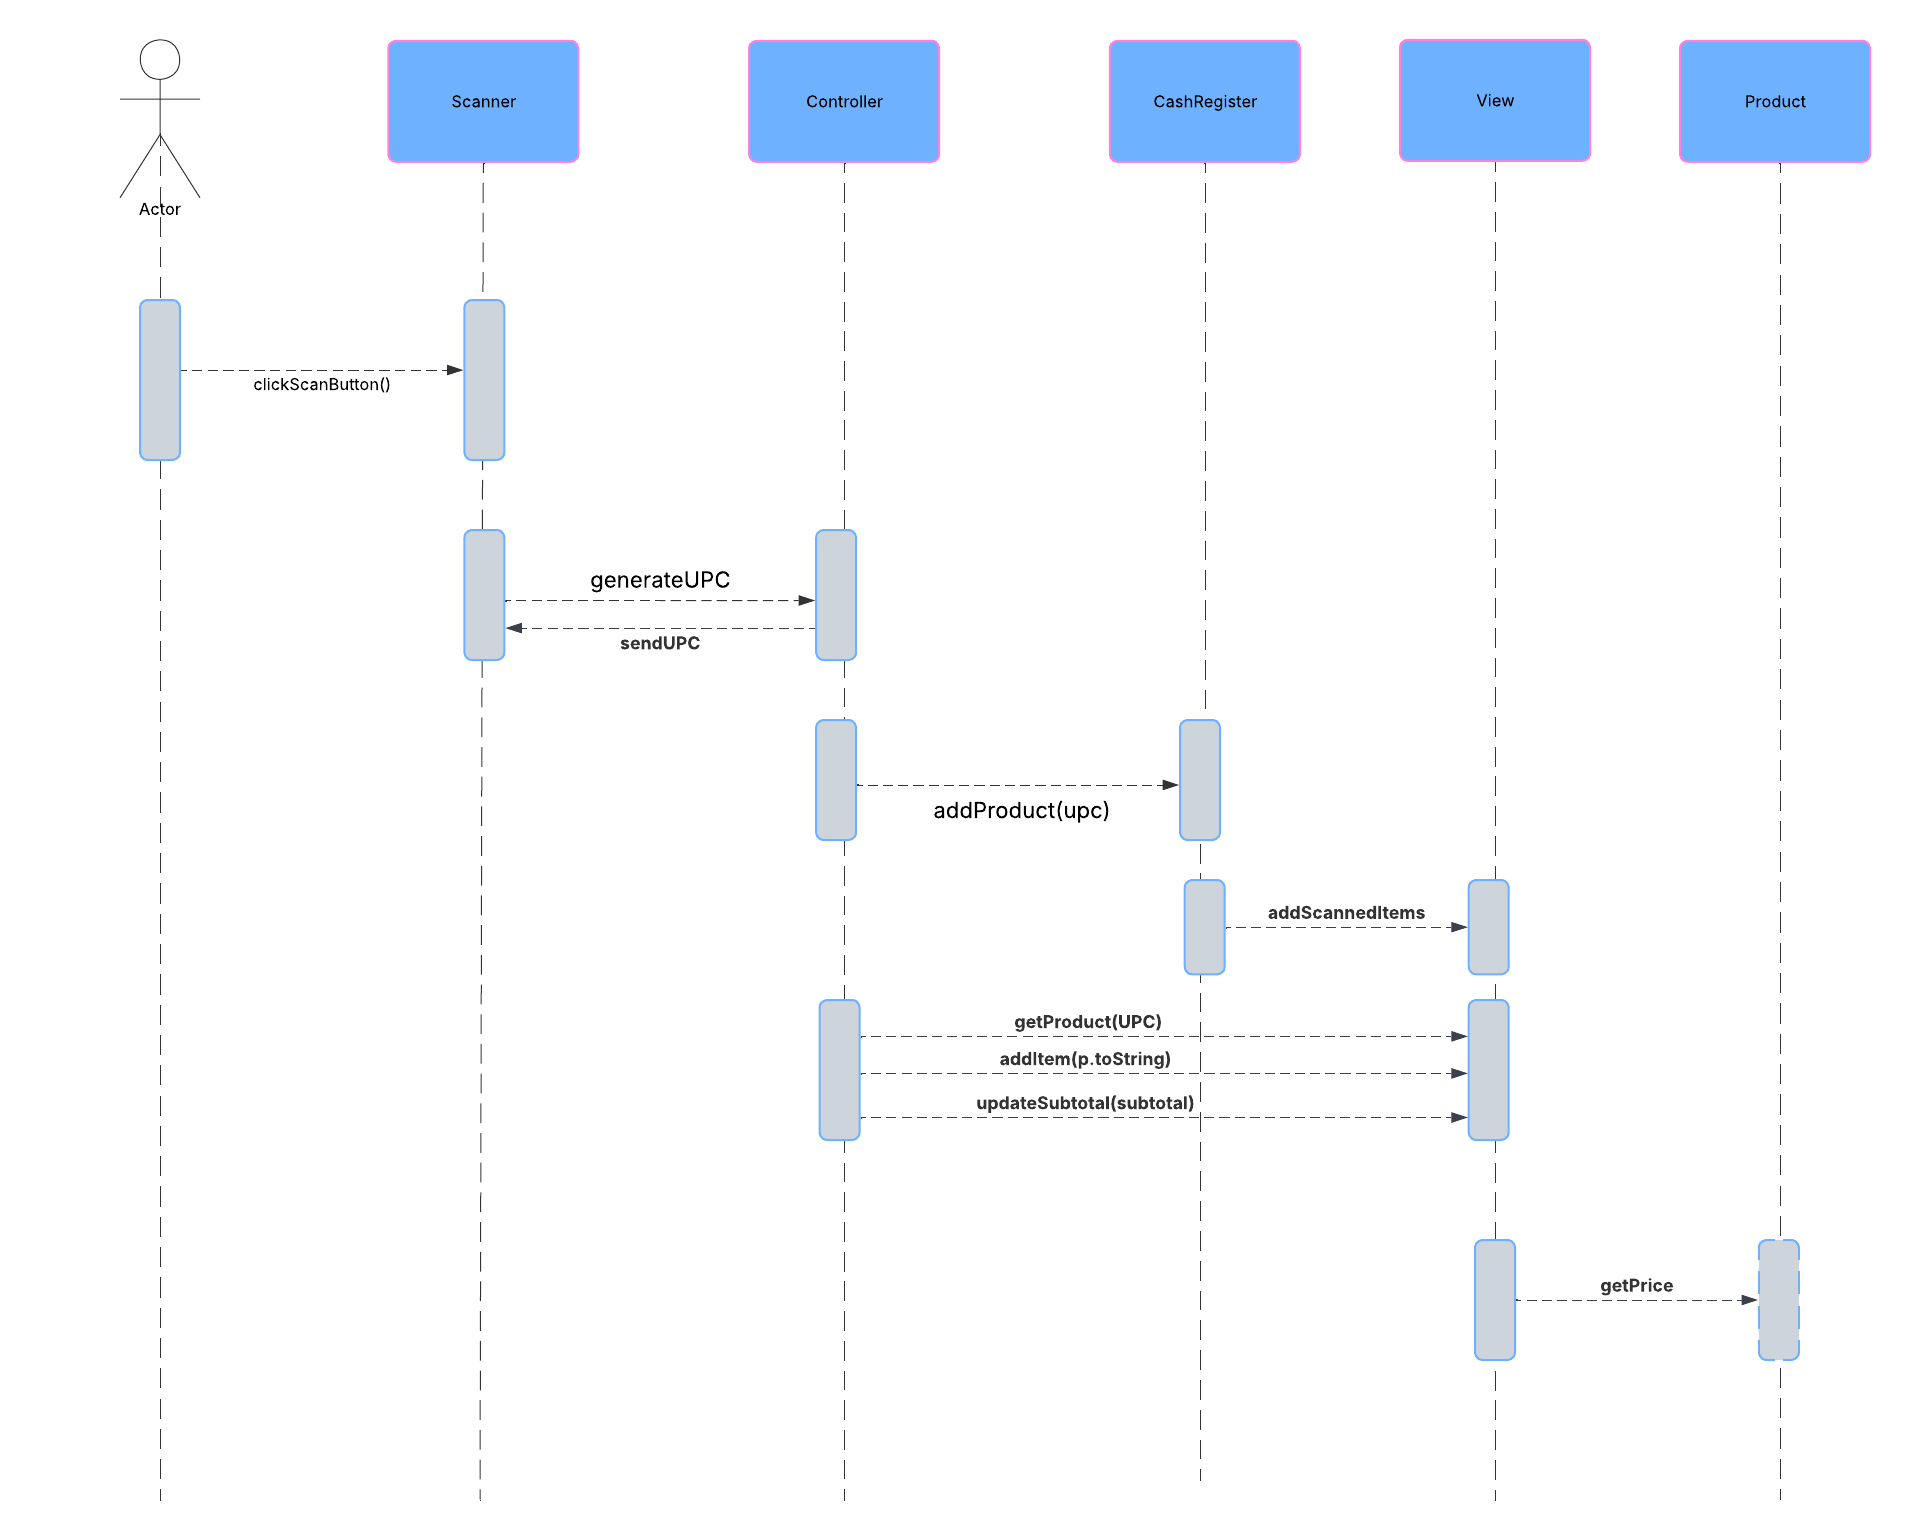 Scanner
Controller
CashRegister
View
Product
Actor
clickScanButton()
generateUPC
sendUPC
addProduct(upc)
addScannedItems
getProduct(UPC)
addItem(p.toString)
updateSubtotal(subtotal)
getPrice